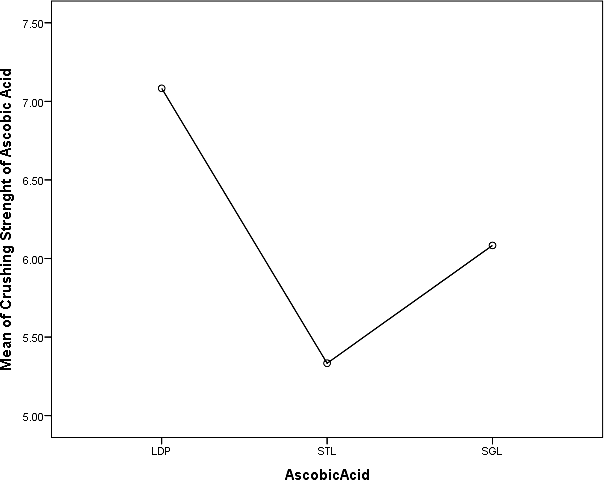 Mean of Crushing Strenght of Ascobic Acid
7.50
7.00
6.50
6.00
5.50
5.00
LDP
STL
SGL
AscobicAcid